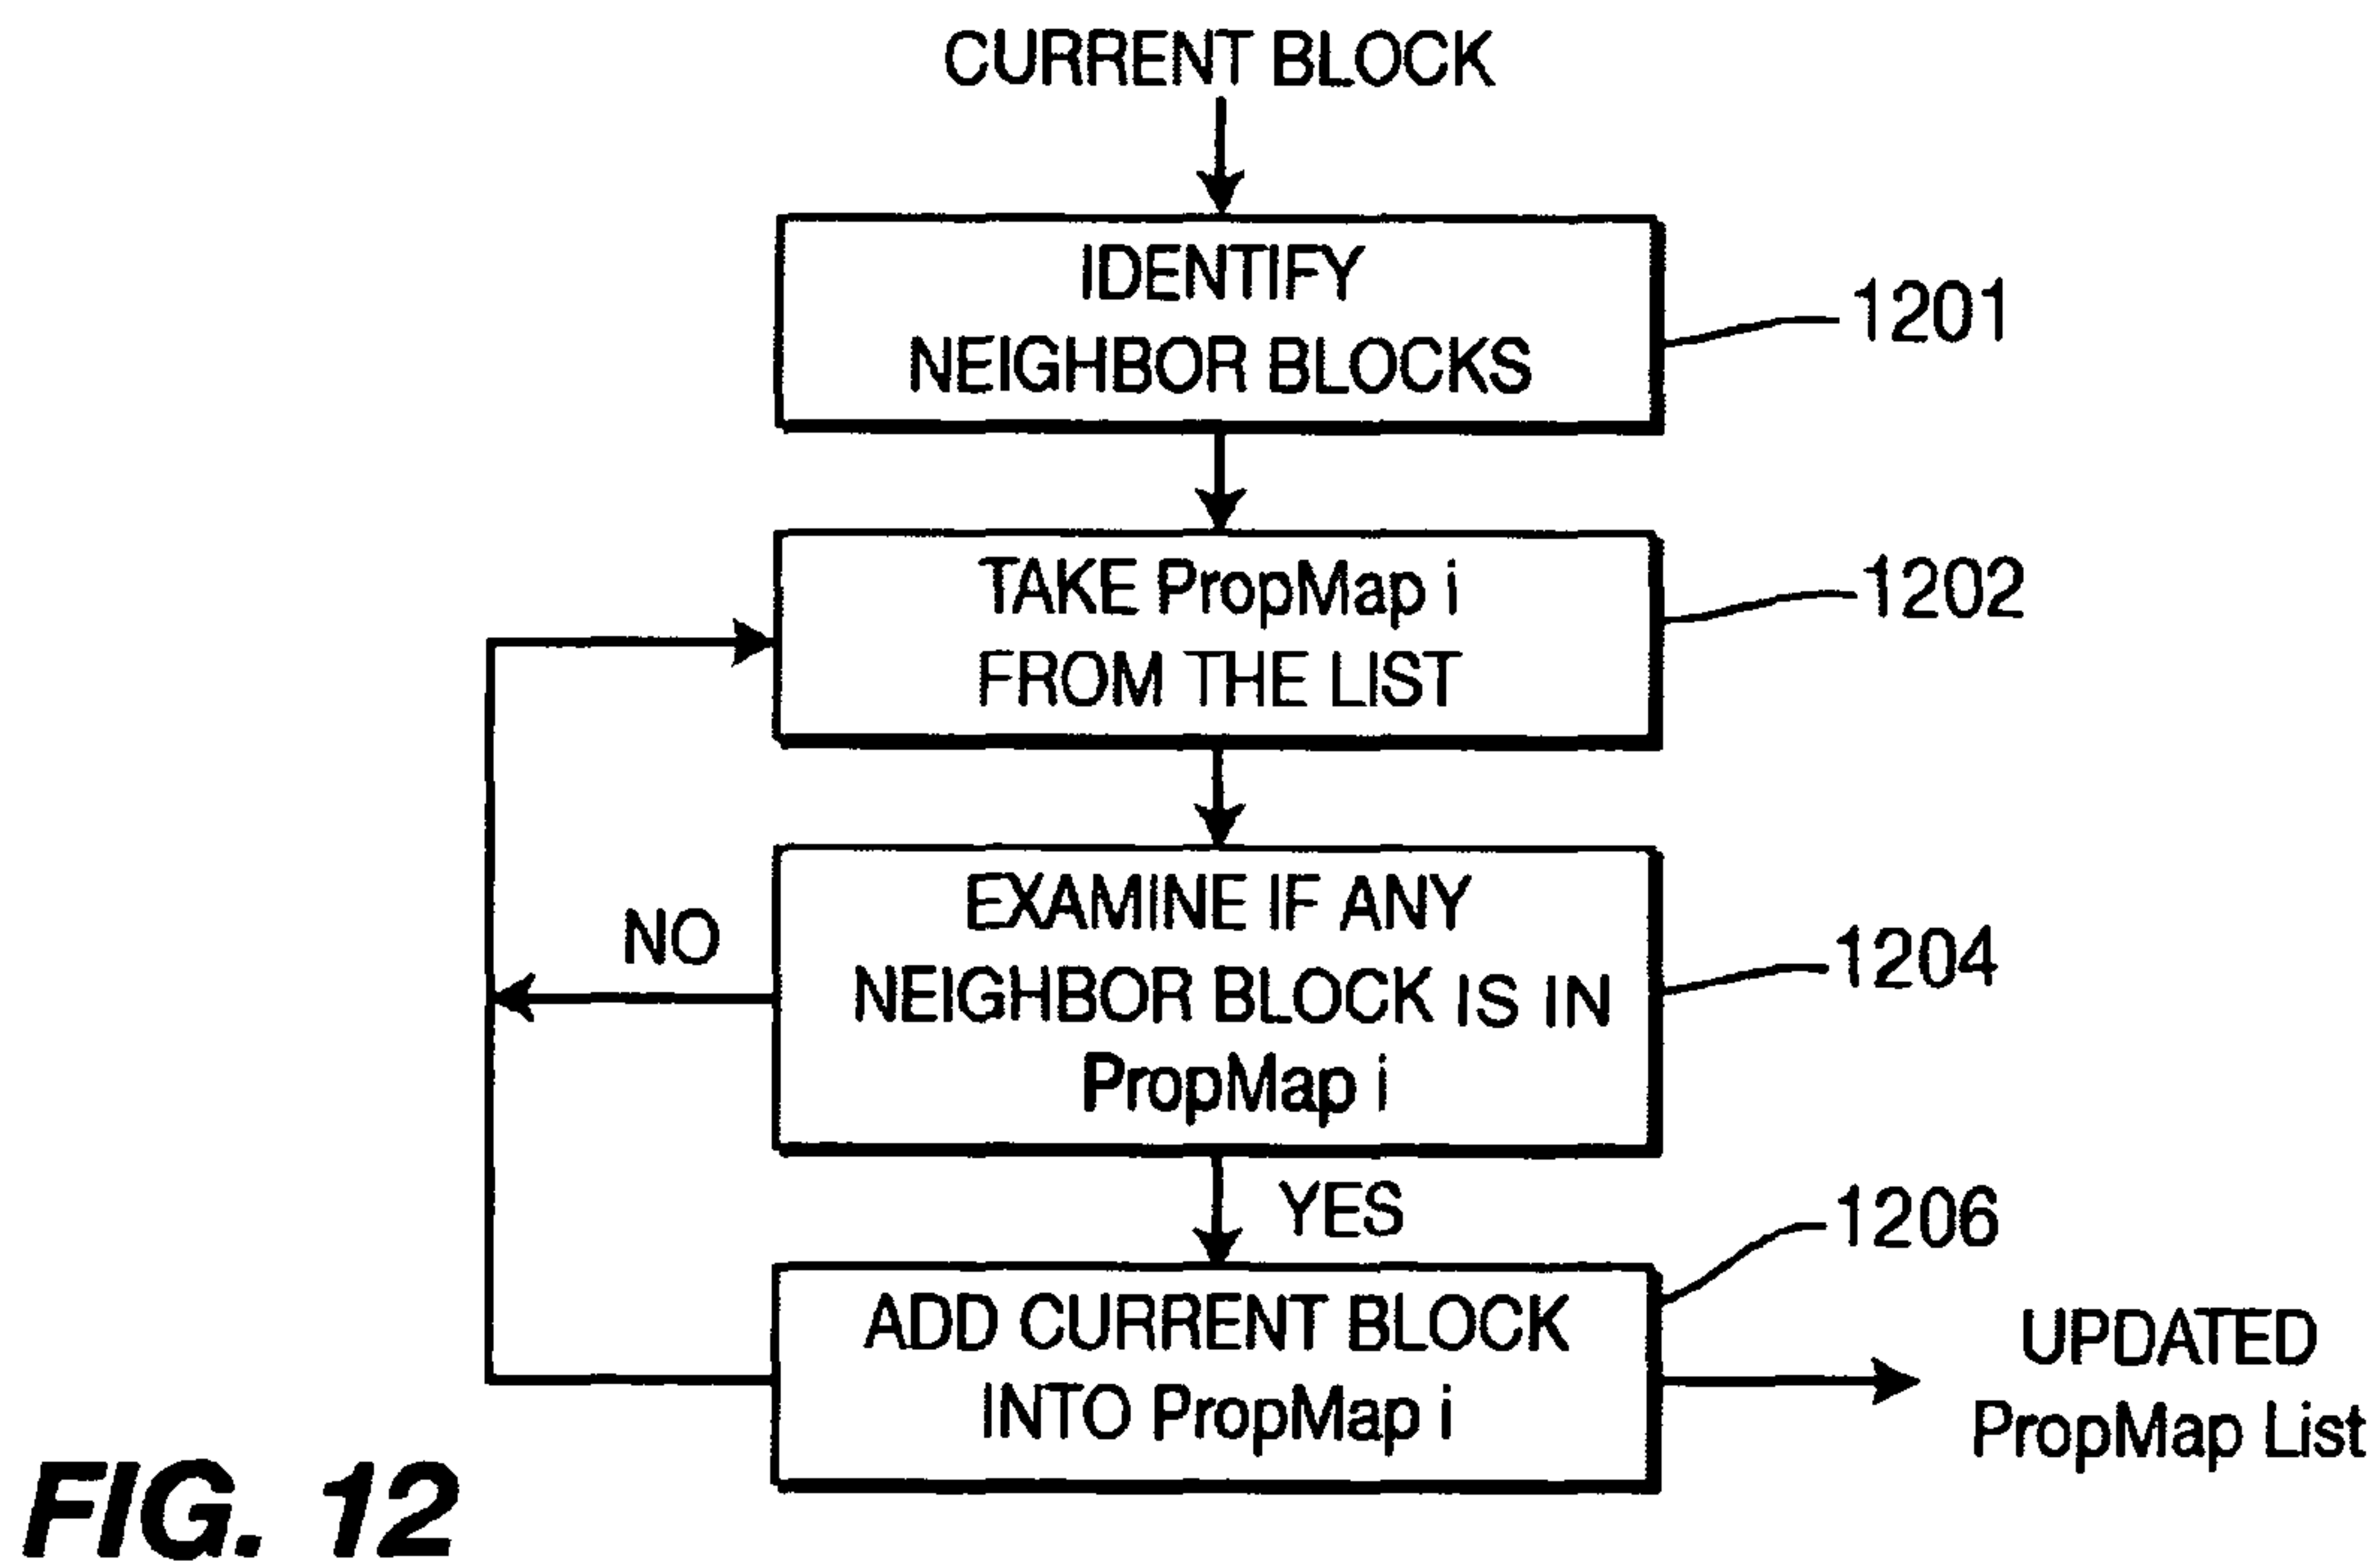 CURRENT BLOCK
IDENTIFY
NEIGHBOR BLOCKS
1201
TAKE PropMap i
FROM THE LIST
1202
EXAMINE IF ANY
NEIGHBOR BLOCK IS IN
PropMap i
1204
NO
YES
ADD CURRENT BLOCK
INTO PropMap i
1206
UPDATED
PropMap List
FIG. 12